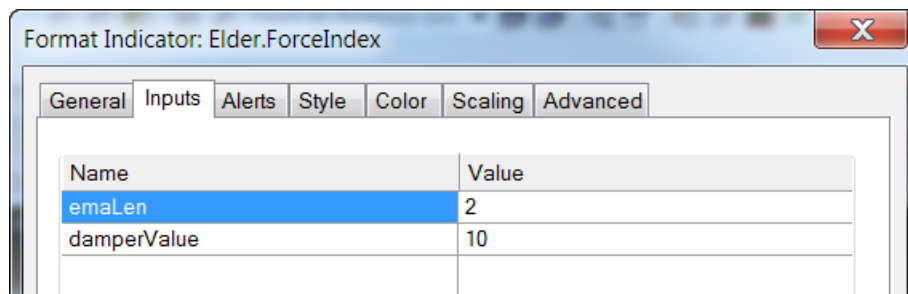 Format Indicator: Elder.ForceIndex X
General Inputs Alerts Style Color Scaling Advanced
Name Value
emaLen 2
damperValue 10